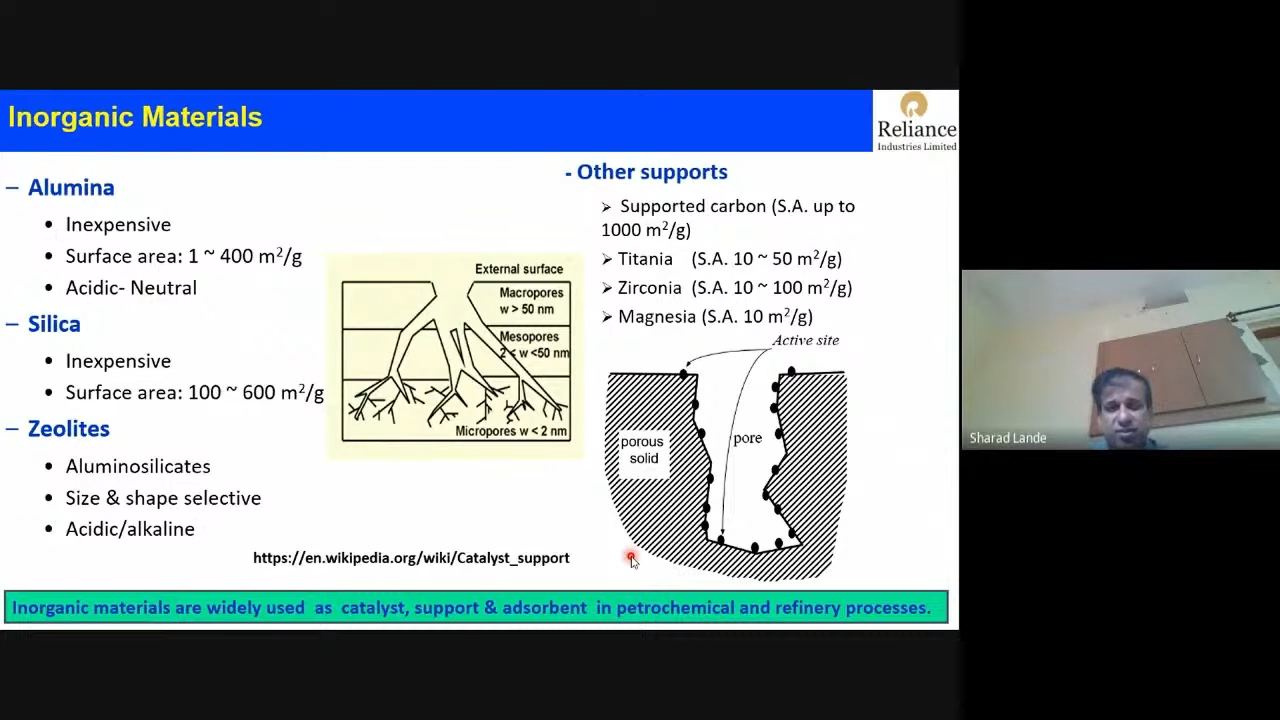 Inorganic Materials
Reliance
Industries Limited
– Alumina
• Inexpensive
• Surface area: 1 ~ 400 m²/g
• Acidic- Neutral
– Silica
• Inexpensive
• Surface area: 100 ~ 600 m²/g
– Zeolites
• Aluminosilicates
• Size & shape selective
• Acidic/alkaline
External surface
Macropores
w > 50 nm
Mesopores
2 < w <50 nm
Micropores w < 2 nm
https://en.wikipedia.org/wiki/Catalyst_support
- Other supports
➢ Supported carbon (S.A. up to
1000 m²/g)
➢ Titania (S.A. 10 ~ 50 m²/g)
➢ Zirconia (S.A. 10 ~ 100 m²/g)
➢ Magnesia (S.A. 10 m²/g)
Active site
porous
solid
pore
Inorganic materials are widely used as catalyst, support & adsorbent in petrochemical and refinery processes.
Sharad Lande